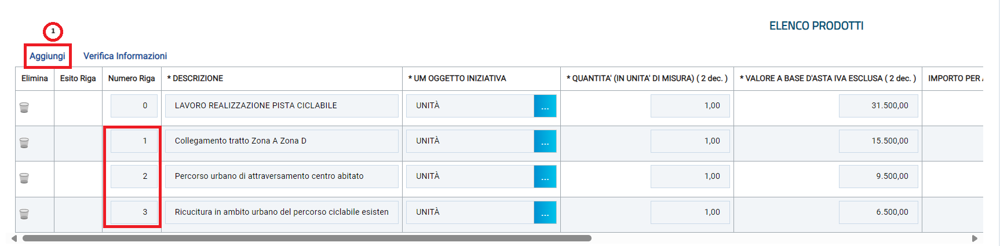 ELENCO PRODOTTI
1
Aggiungi Verifica Informazioni
Elimina Esito Riga Numero Riga * DESCRIZIONE * UM OGGETTO INIZIATIVA * QUANTITA' (IN UNITA' DI MISURA) ( 2 dec. ) * VALORE A BASE D'ASTA IVA ESCLUSA ( 2 dec. ) IMPORTO PER
0 LAVORO REALIZZAZIONE PISTA CICLABILE UNITÀ ... 1,00 31.500,00
1 Collegamento tratto Zona A Zona D UNITÀ ... 1,00 15.500,00
2 Percorso urbano di attraversamento centro abitato UNITÀ ... 1,00 9.500,00
3 Ricucitura in ambito urbano del percorso ciclabile esisten UNITÀ ... 1,00 6.500,00